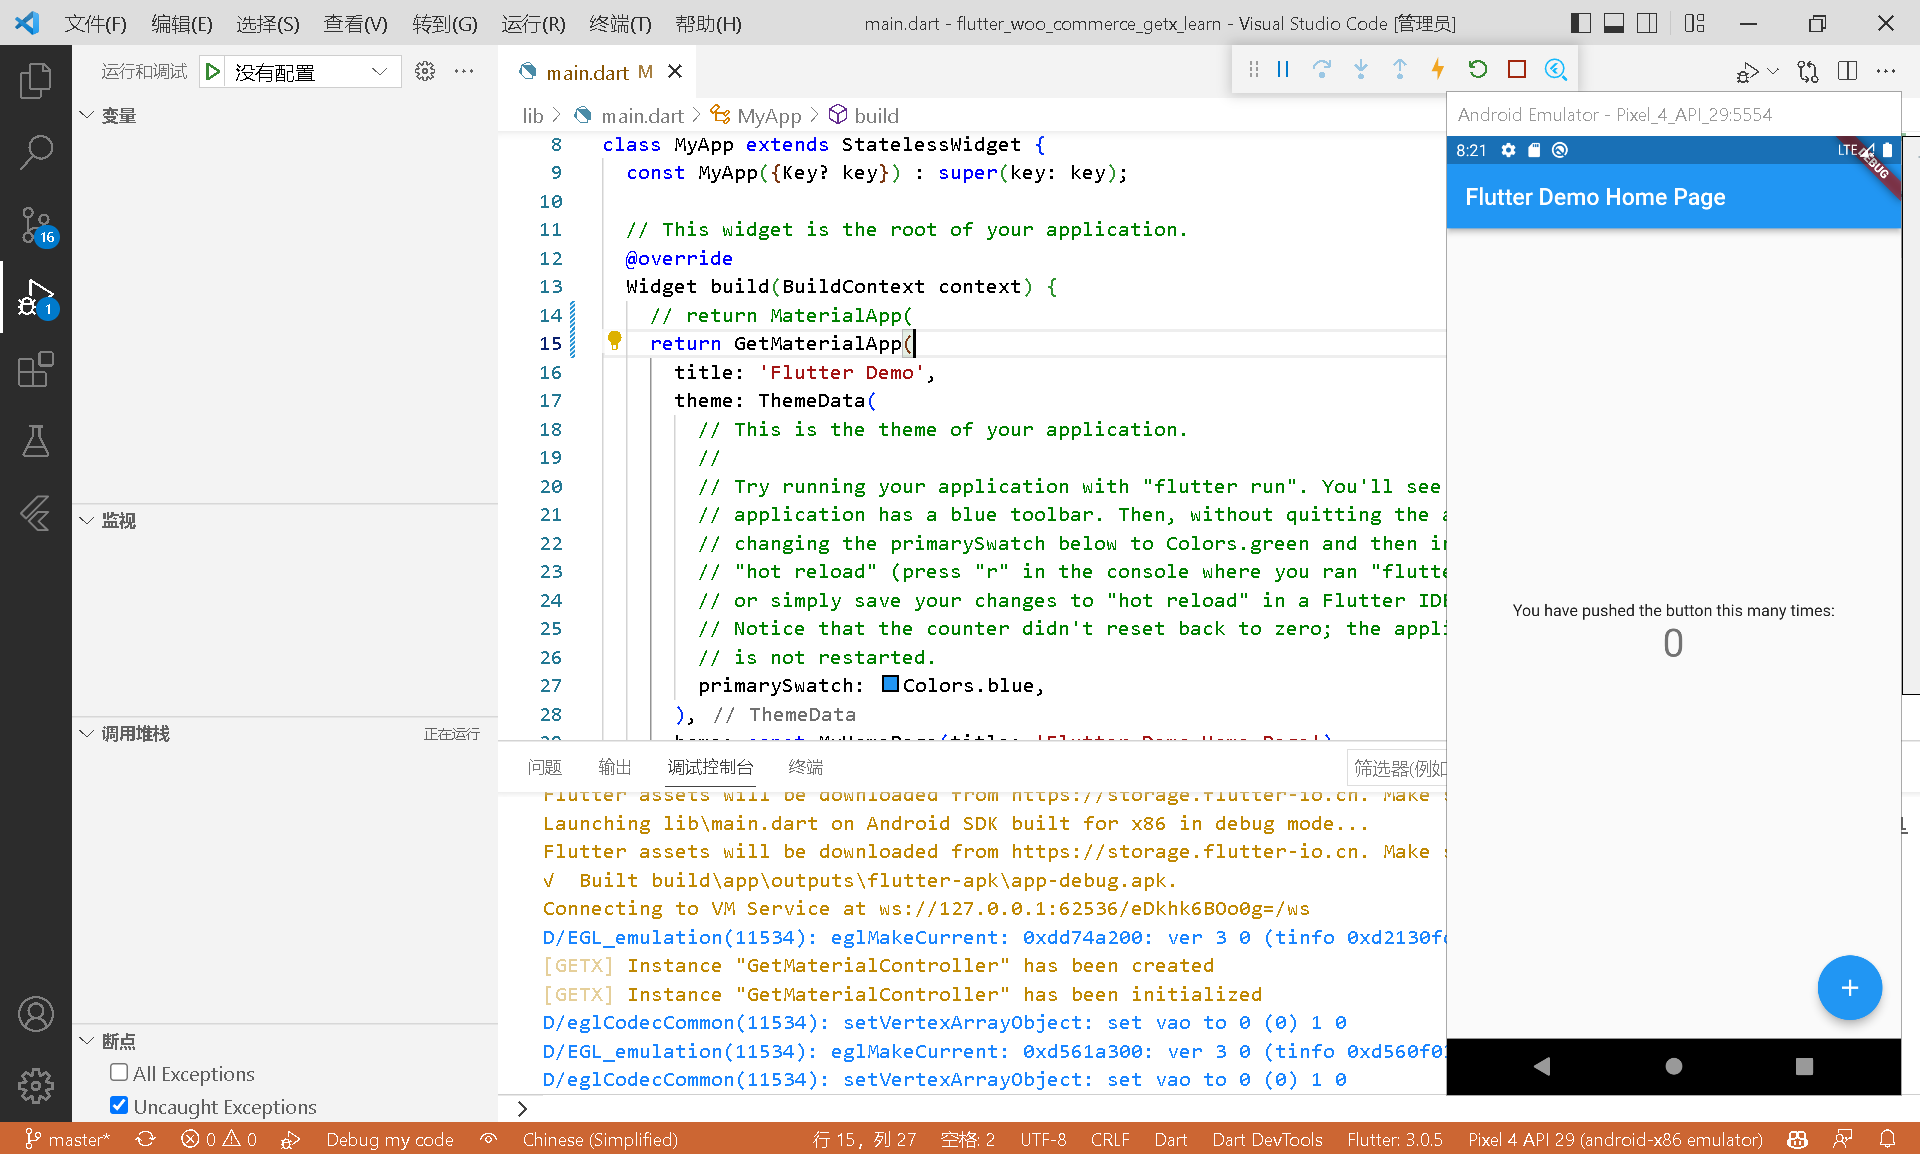 文件(F) 编辑(E) 选择(S) 查看(V) 转到(G) 运行(R) 终端(T) 帮助(H) main.dart - flutter_woo_commerce_getx_learn - Visual Studio Code [管理员]
运行和调试 没有配置
main.dart M
变量
lib main.dart MyApp build
Android Emulator - Pixel_4_API_29:5554
8:21 LTE
DEBUG
Flutter Demo Home Page
8 class MyApp extends StatelessWidget {
9 const MyApp({Key? key}) : super(key: key);
10
11 // This widget is the root of your application.
12 @override
13 Widget build(BuildContext context) {
14 // return MaterialApp(
15 return GetMaterialApp(
16 title: 'Flutter Demo',
17 theme: ThemeData(
18 // This is the theme of your application.
19 //
20 // Try running your application with "flutter run". You'll see
21 // application has a blue toolbar. Then, without quitting the a
22 // changing the primarySwatch below to Colors.green and then in
23 // "hot reload" (press "r" in the console where you ran "flutte
24 // or simply save your changes to "hot reload" in a Flutter IDE
25 // Notice that the counter didn't reset back to zero; the appli
26 // is not restarted.
27 primarySwatch: Colors.blue,
28 ), // ThemeData
home: const MyHomePage(title: 'Flutter Demo Home Page')
16
1
监视
You have pushed the button this many times:
0
调用堆栈 正在运行
断点
All Exceptions
Uncaught Exceptions
问题 输出 调试控制台 终端 筛选器(例如
Flutter assets will be downloaded from https://storage.flutter-io.cn. Make s
Launching lib\main.dart on Android SDK built for x86 in debug mode...
Flutter assets will be downloaded from https://storage.flutter-io.cn. Make s
√ Built build\app\outputs\flutter-apk\app-debug.apk.
Connecting to VM Service at ws://127.0.0.1:62536/eDkhk6BOo0g=/ws
D/EGL_emulation(11534): eglMakeCurrent: 0xdd74a200: ver 3 0 (tinfo 0xd2130f
[GETX] Instance "GetMaterialController" has been created
[GETX] Instance "GetMaterialController" has been initialized
D/eglCodecCommon(11534): setVertexArrayObject: set vao to 0 (0) 1 0
D/EGL_emulation(11534): eglMakeCurrent: 0xd561a300: ver 3 0 (tinfo 0xd560f0
D/eglCodecCommon(11534): setVertexArrayObject: set vao to 0 (0) 1 0
master* 0 0 Debug my code Chinese (Simplified) 行 15，列 27 空格: 2 UTF-8 CRLF Dart Dart DevTools Flutter: 3.0.5 Pixel 4 API 29 (android-x86 emulator)